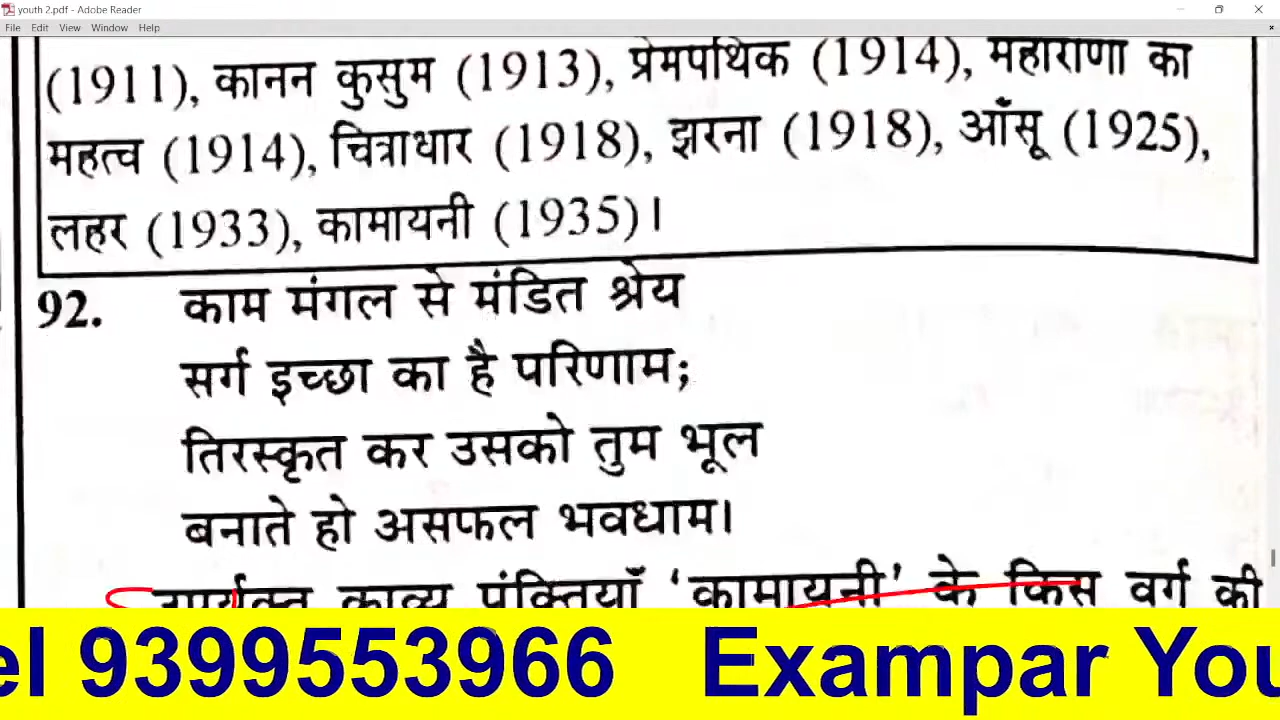 youth 2.pdf - Adobe Reader
File Edit View Window Help
(1911), कानन कुसुम (1913), प्रेमपथिक (1914), महाराणा का
महत्व (1914), चित्राधार (1918), झरना (1918), आँसू (1925),
लहर (1933), कामायनी (1935)।
92. काम मंगल से मंडित श्रेय
सर्ग इच्छा का है परिणाम;
तिरस्कृत कर उसको तुम भूल
बनाते हो असफल भवधाम।
उपर्युक्त काव्य पंक्तियाँ 'कामायनी' के किस वर्ग की
el 9399553966 Exampar You